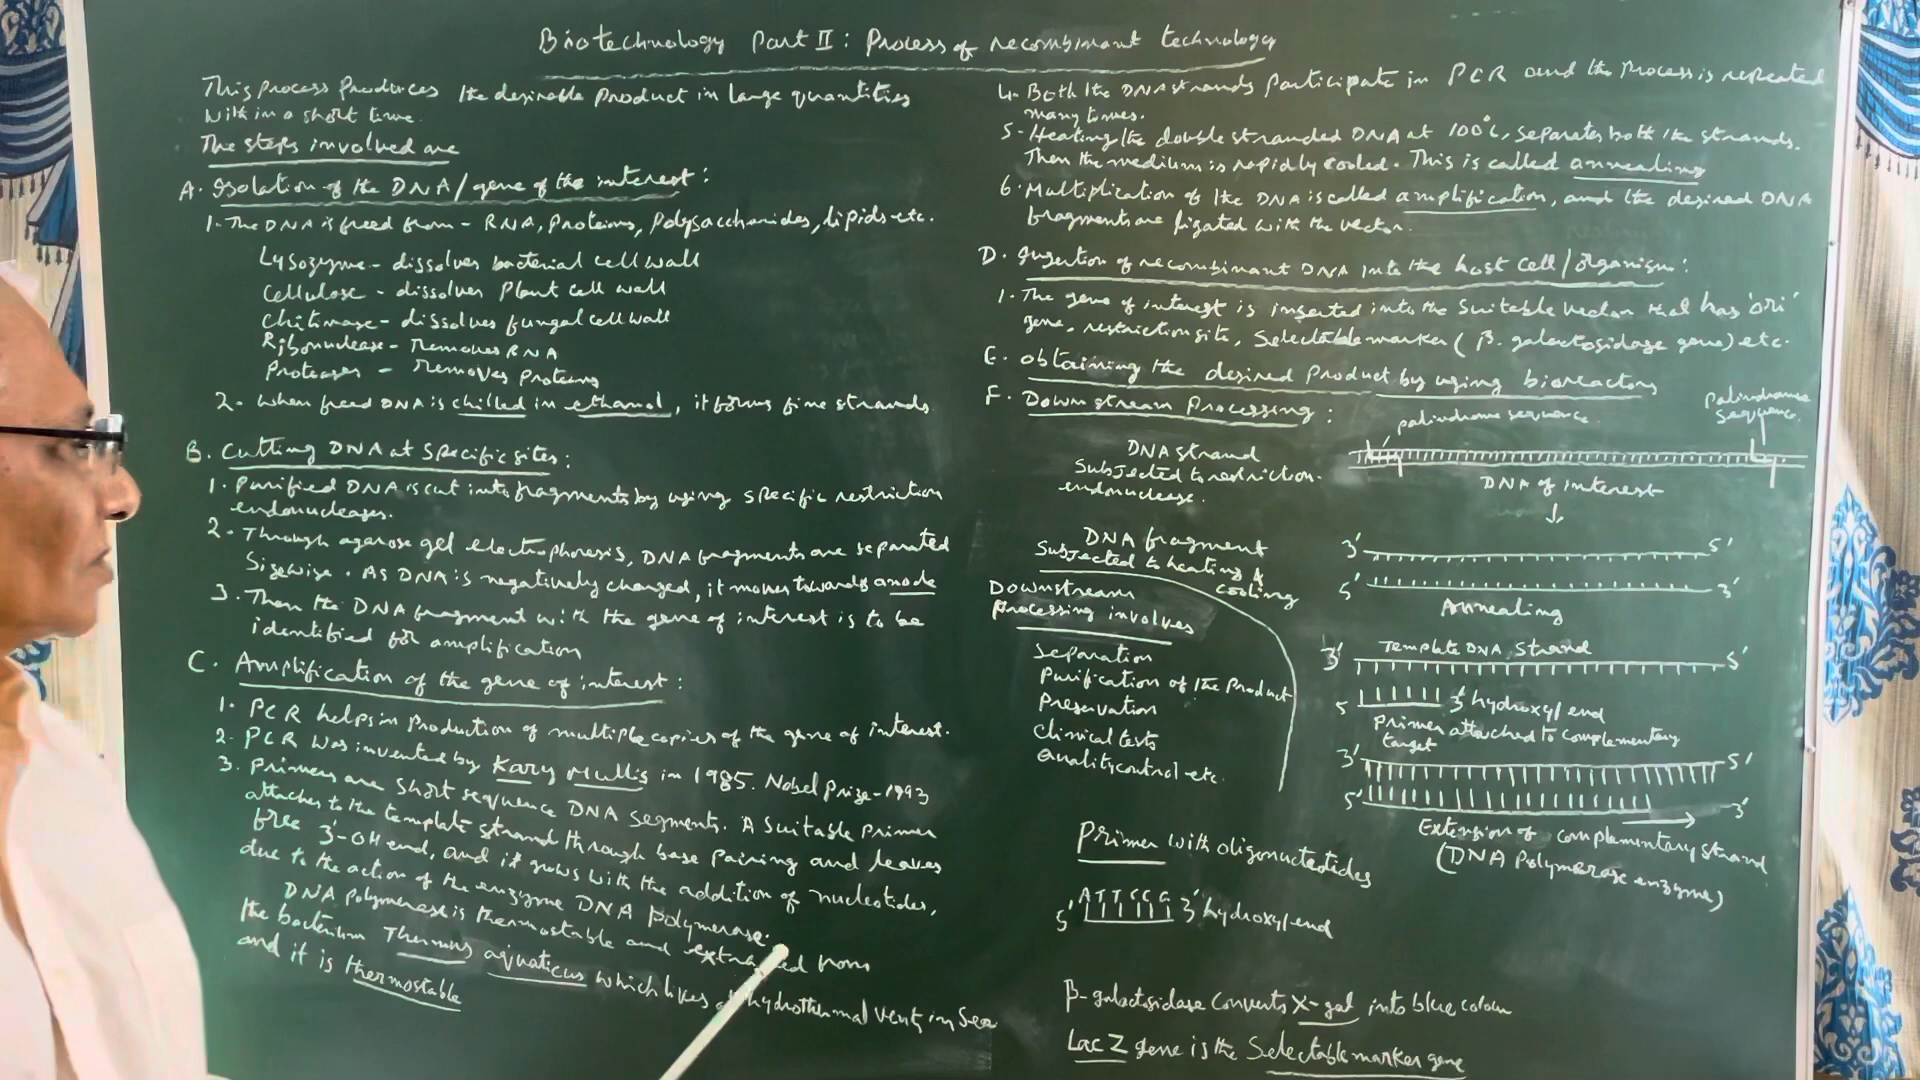 Biotechnology Part II: Process of recombinant technology
This process produces the desirable product in large quantities
within a short time.
The steps involved are
A. Isolation of the DNA/gene of the interest:
1. The DNA is freed from - RNA, Proteins, Polysaccharides, lipids etc.
Lysozyme - dissolves bacterial cell wall
Cellulose - dissolves Plant cell wall
Chitinase - dissolves fungal cell wall
Ribonuclease - Removes RNA
Proteases - Removes Proteins
2. When freed DNA is chilled in ethanol, it forms fine strands
B. Cutting DNA at specific sites:
1. Purified DNA is cut into fragments by using specific restriction
endonucleases.
2. Through agarose gel electrophoresis, DNA fragments are separated
Sizewise. As DNA is negatively charged, it moves towards anode
3. Then the DNA fragment with the gene of interest is to be
identified for amplification
C. Amplification of the gene of interest:
1. PCR helps in Production of multiple copies of the gene of interest.
2. PCR was invented by Kary Mullis in 1985. Nobel Prize-1993
3. Primers are short sequence DNA segments. A suitable primer
attaches to the template strand through base pairing and leaves
free 3'-OH end, and it grows with the addition of nucleotides,
due to the action of the enzyme DNA polymerase.
DNA polymerase is thermostable and extracted from
the bacterium Thermus aquaticus which lives at hydrothermal vents in Sea
and it is thermostable
4. Both the DNA strands participate in PCR and the Process is repeated
many times.
5. Heating the double stranded DNA at 100°C, separates both the strands.
Then the medium is rapidly cooled. This is called annealing
6. Multiplication of the DNA is called amplification, and the desired DNA
fragments are ligated with the vector.
D. Insertion of recombinant DNA into the host cell/organism:
1. The gene of interest is inserted into the suitable vector that has 'ori'
gene, restriction site, Selectable marker (β. galactosidase gene) etc.
E. obtaining the desired Product by using bioreactors
F. Downstream Processing:
palindrome sequence
palindrome
sequence.
DNA strand
subjected to restriction
endonuclease.
DNA of interest
DNA fragment
Subjected to heating &
cooling
3' 5'
5' 3'
Annealing
Downstream
Processing involves
Separation
Purification of the Product
Preservation
Clinical tests
Quality control etc.
3' Template DNA Strand 5'
5 3' hydroxyl end
Primer attached to complementary
target
3' 5'
5' 3'
Extension of complementary strand
(DNA Polymerase enzyme)
Primer with oligonucteotides
ATTCCG
5' 3' hydroxyl end
β-galactosidase converts X-gal into blue colour
Lac Z gene is the Selectable marker gene